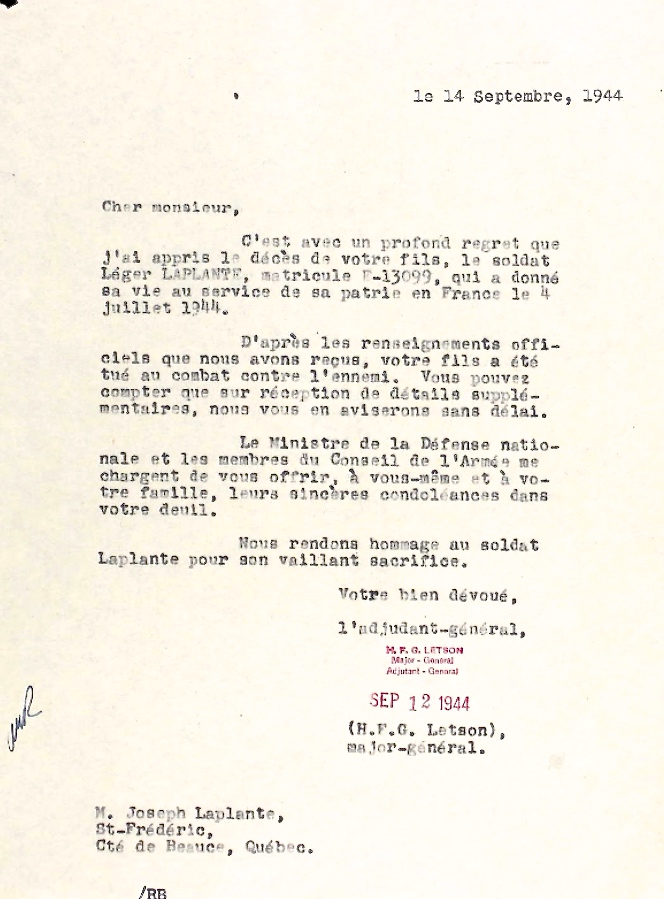 le 14 Septembre, 1944
Cher monsieur,
C'est avec un profond regret que
j'ai appris le décès de votre fils, le soldat
Léger LAPLANTE, matricule E-13099, qui a donné
sa vie au service de sa patrie en France le 4
juillet 1944.
D'après les renseignements offi-
ciels que nous avons reçus, votre fils a été
tué au combat contre l'ennemi. Vous pouvez
compter que sur réception de détails supplé-
mentaires, nous vous en aviserons sans délai.
Le Ministre de la Défense natio-
nale et les membres du Conseil de l'Armée me
chargent de vous offrir, à vous-même et à vo-
tre famille, leurs sincères condoléances dans
votre deuil.
Nous rendons hommage au soldat
Laplante pour son vaillant sacrifice.
Votre bien dévoué,
l'adjudant-général,
H. F. G. LETSON
Major - General
Adjutant - General
SEP 12 1944
(H.F.G. Letson),
major-général.
M. Joseph Laplante,
St-Frédéric,
Cté de Beauce, Québec.
/RB